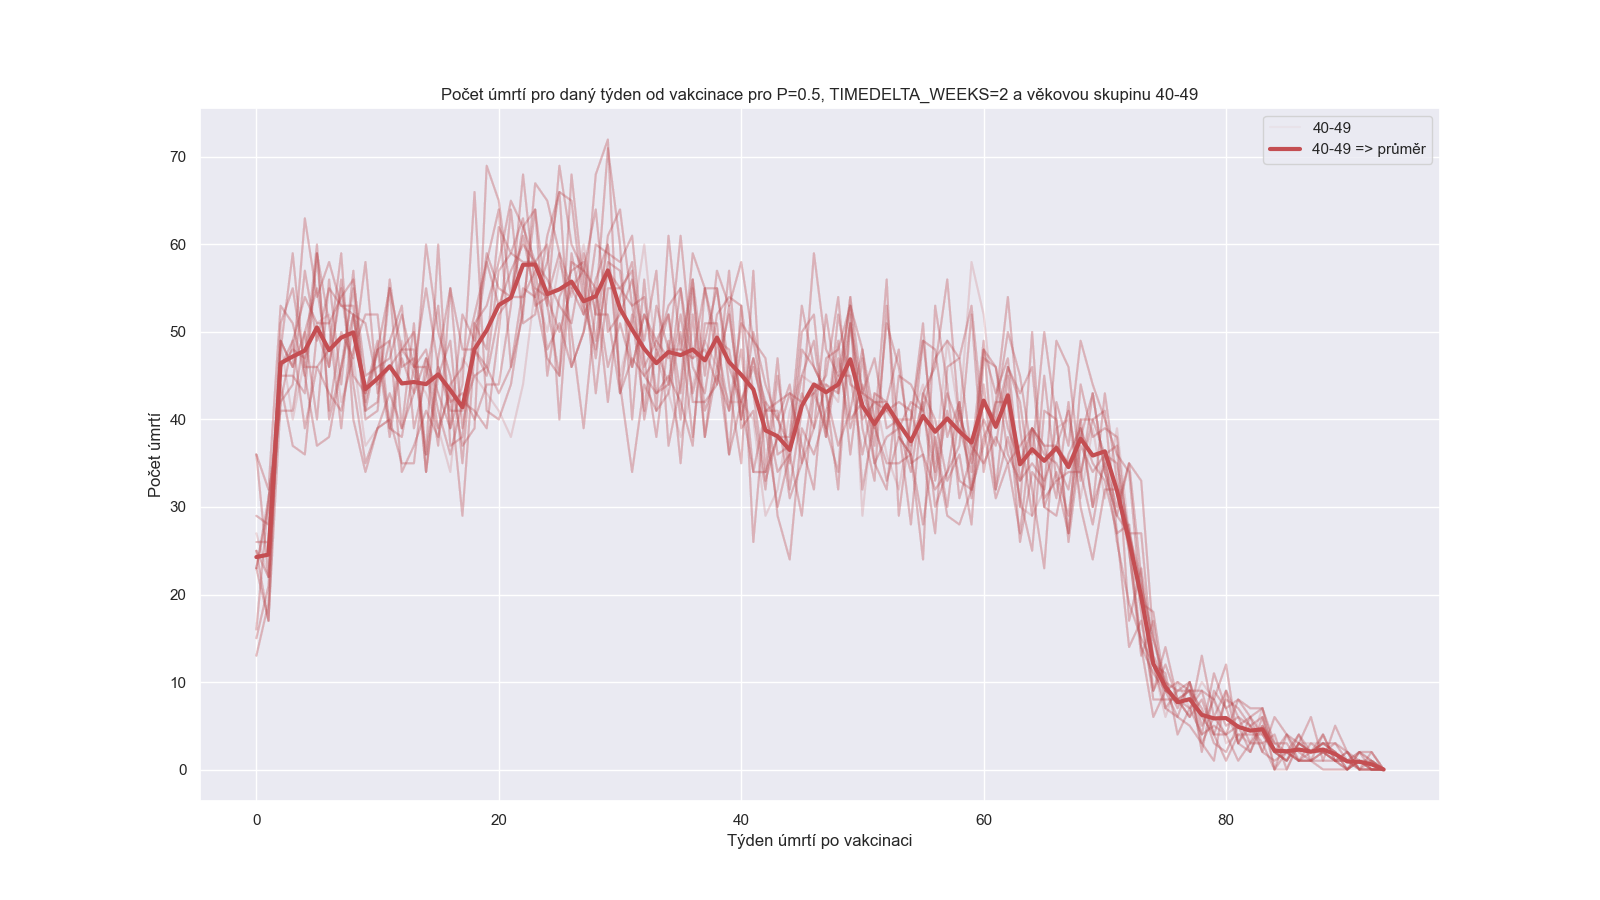 Počet úmrtí pro daný týden od vakcinace pro P=0.5, TIMEDELTA_WEEKS=2 a věkovou skupinu 40-49
40-49
40-49 => průměr
70
60
50
40
30
20
10
0
Počet úmrtí
0 20 40 60 80
Týden úmrtí po vakcinaci